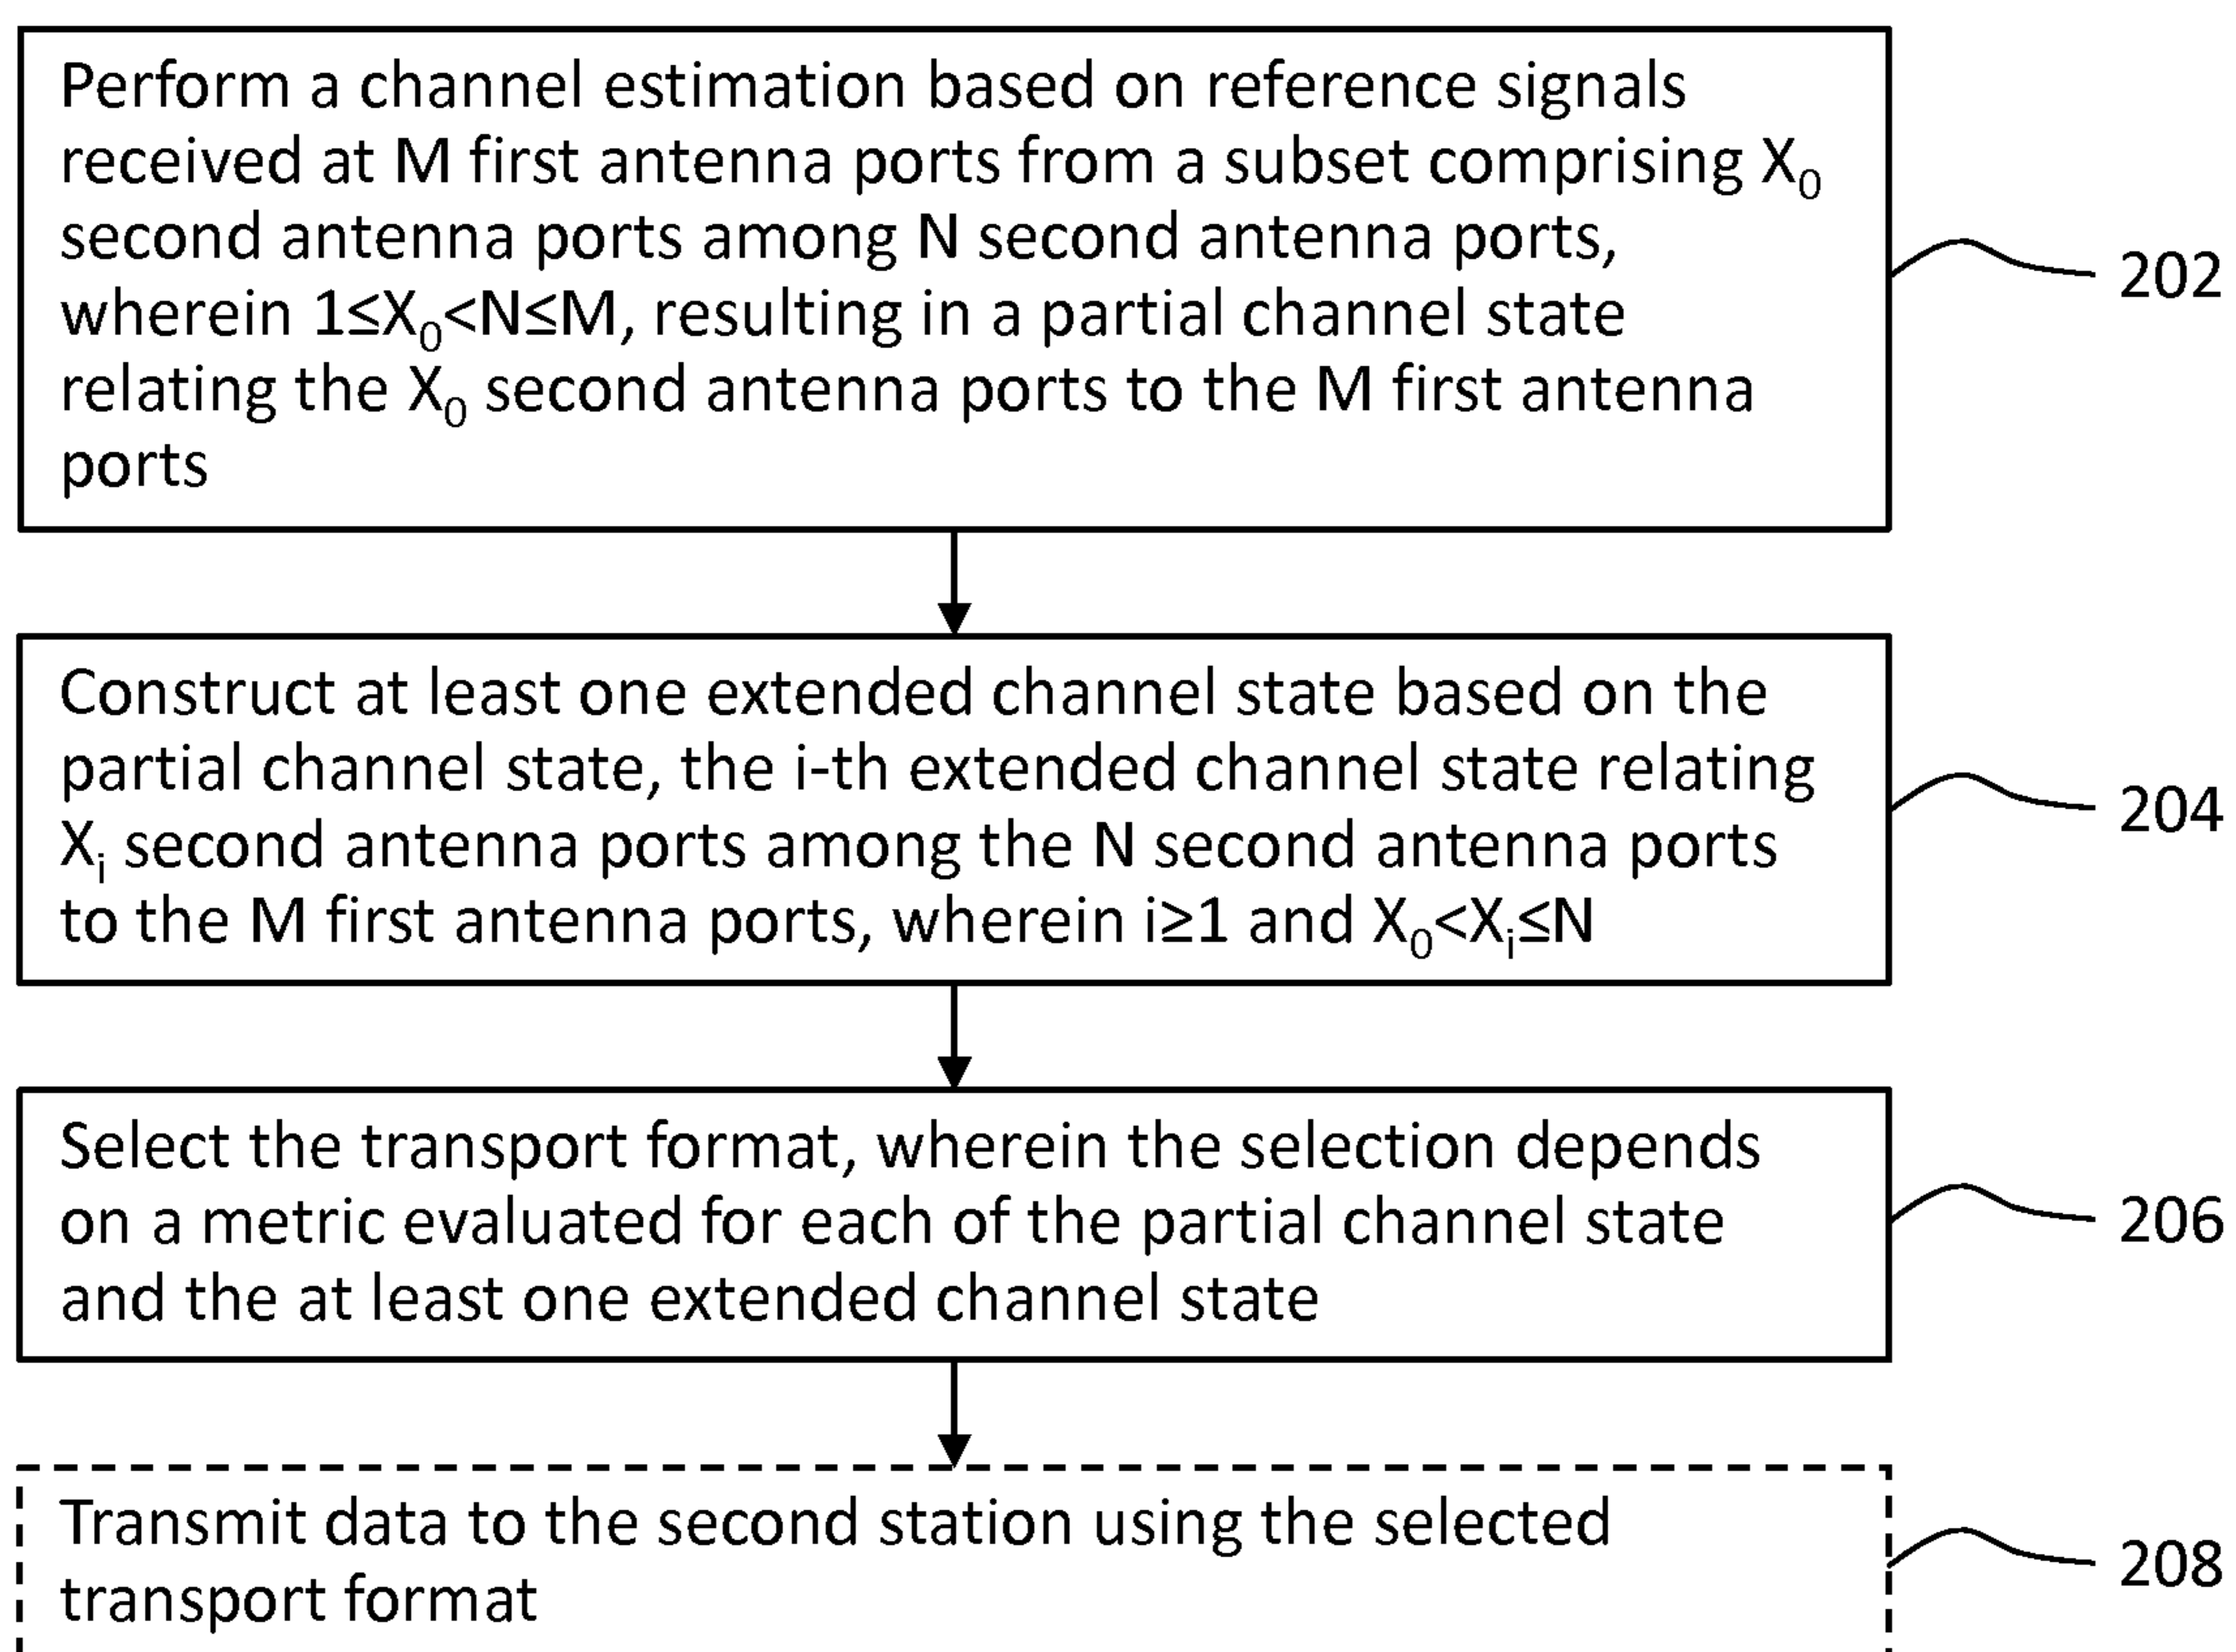 Perform a channel estimation based on reference signals
received at M first antenna ports from a subset comprising X₀
second antenna ports among N second antenna ports,
wherein 1≤X₀<N≤M, resulting in a partial channel state
relating the X₀ second antenna ports to the M first antenna
ports
202
Construct at least one extended channel state based on the
partial channel state, the i-th extended channel state relating
Xᵢ second antenna ports among the N second antenna ports
to the M first antenna ports, wherein i≥1 and X₀<Xᵢ≤N
204
Select the transport format, wherein the selection depends
on a metric evaluated for each of the partial channel state
and the at least one extended channel state
206
Transmit data to the second station using the selected
transport format
208